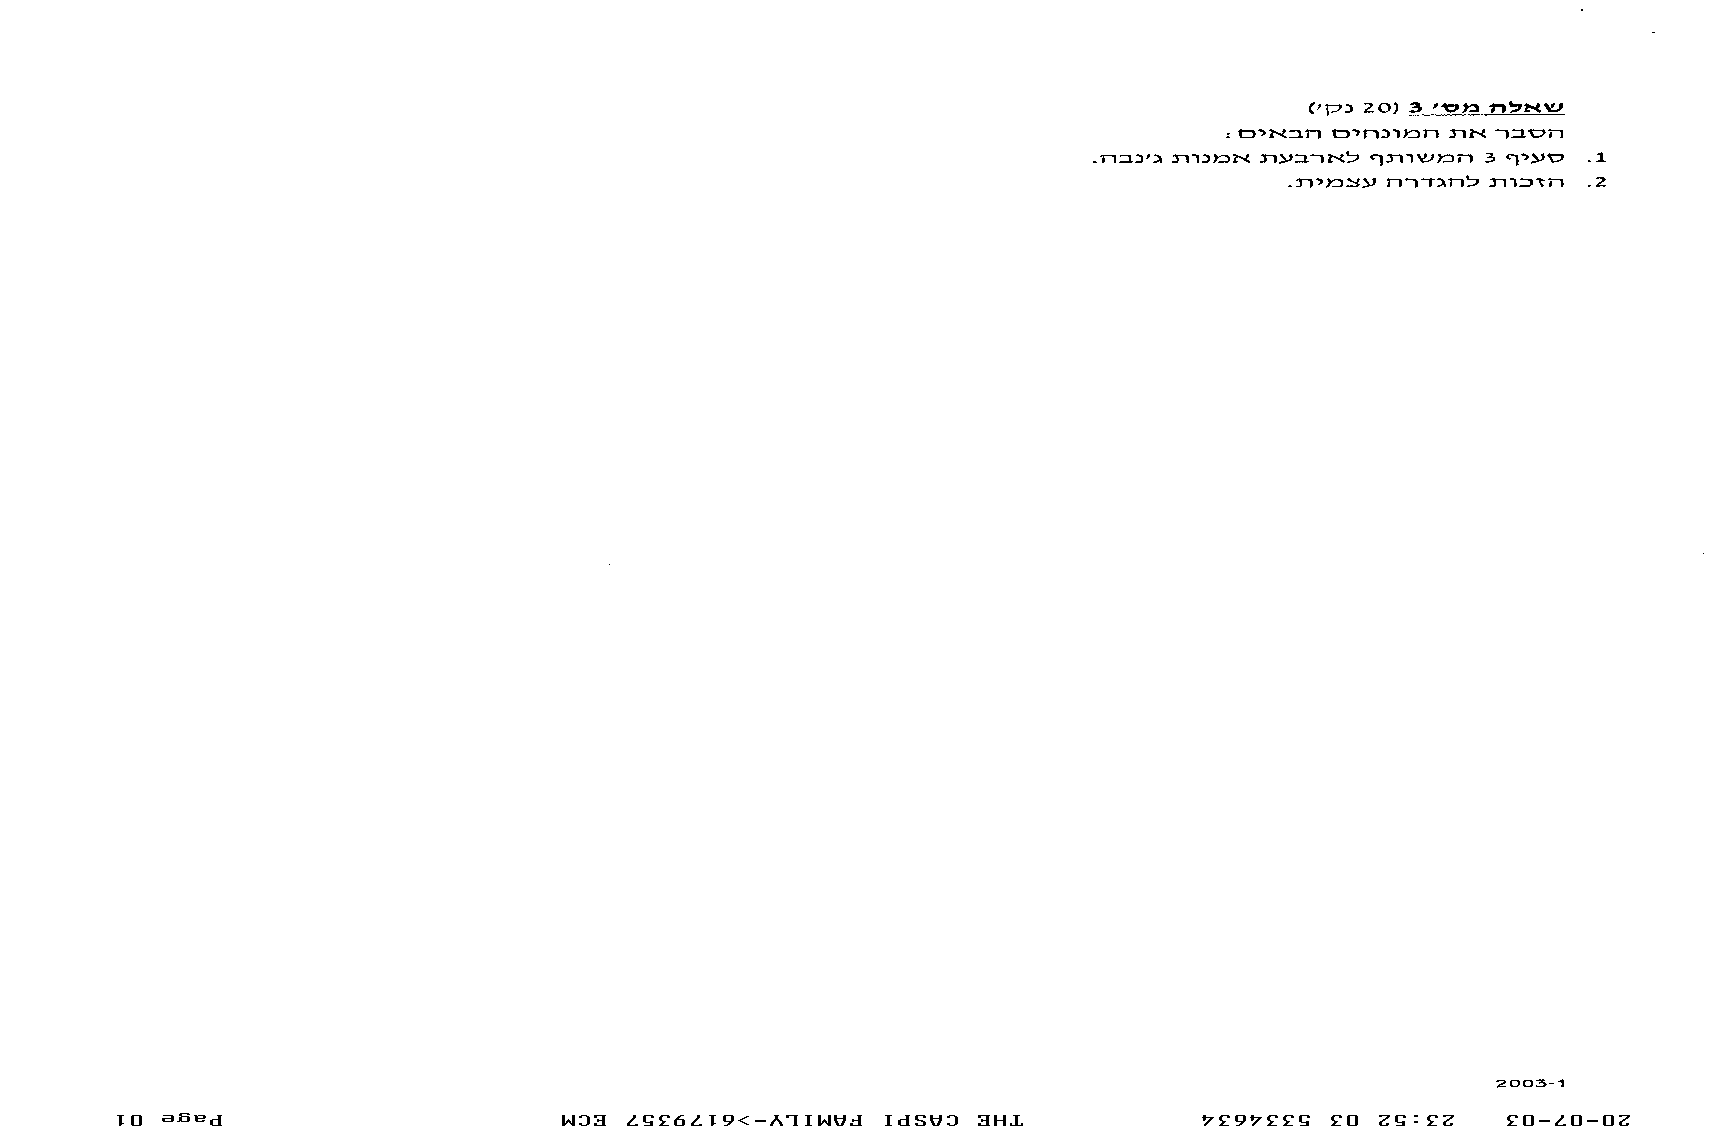 שאלה מס' 3 (20 נק')
הסבר את המונחים הבאים:
1. סעיף 3 המשותף לארבעת אמנות ג'נבה.
2. הזכות להגדרה עצמית.
2003-1
20-07-03 23:52 03 5334634 THE CASPI FAMILY->6179357 ECM Page 01